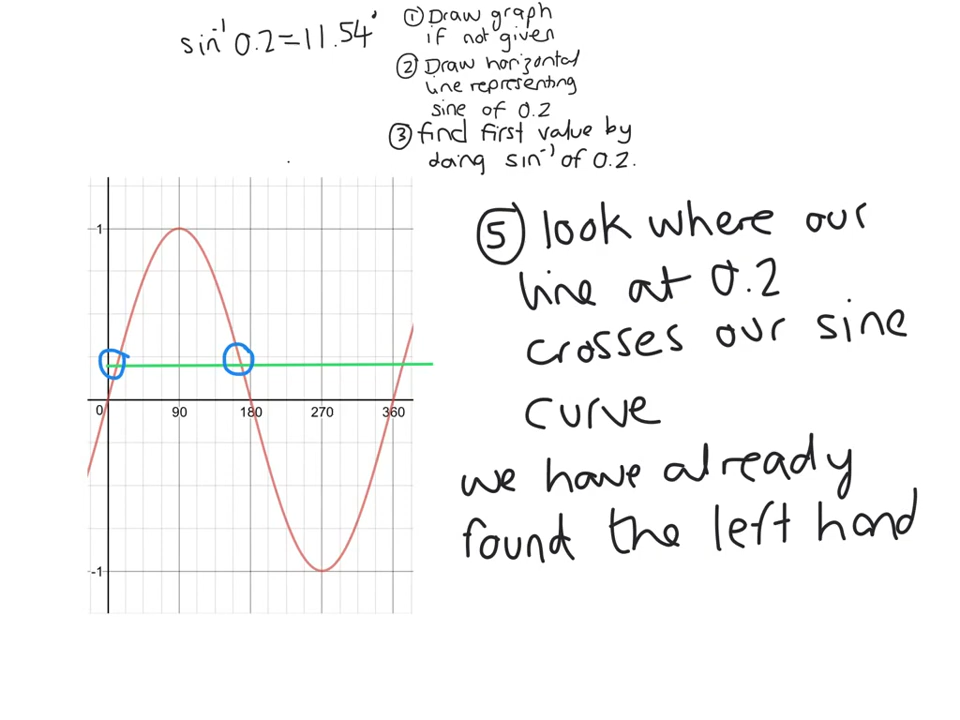 sin⁻¹ 0.2 = 11.54°
① Draw graph
if not given
② Draw horizontal
line representing
sine of 0.2
③ find first value by
doing sin⁻¹ of 0.2.
⑤ look where our
line at 0.2
crosses our sine
curve
we have already
found the left hand
1
0 90 180 270 360
-1